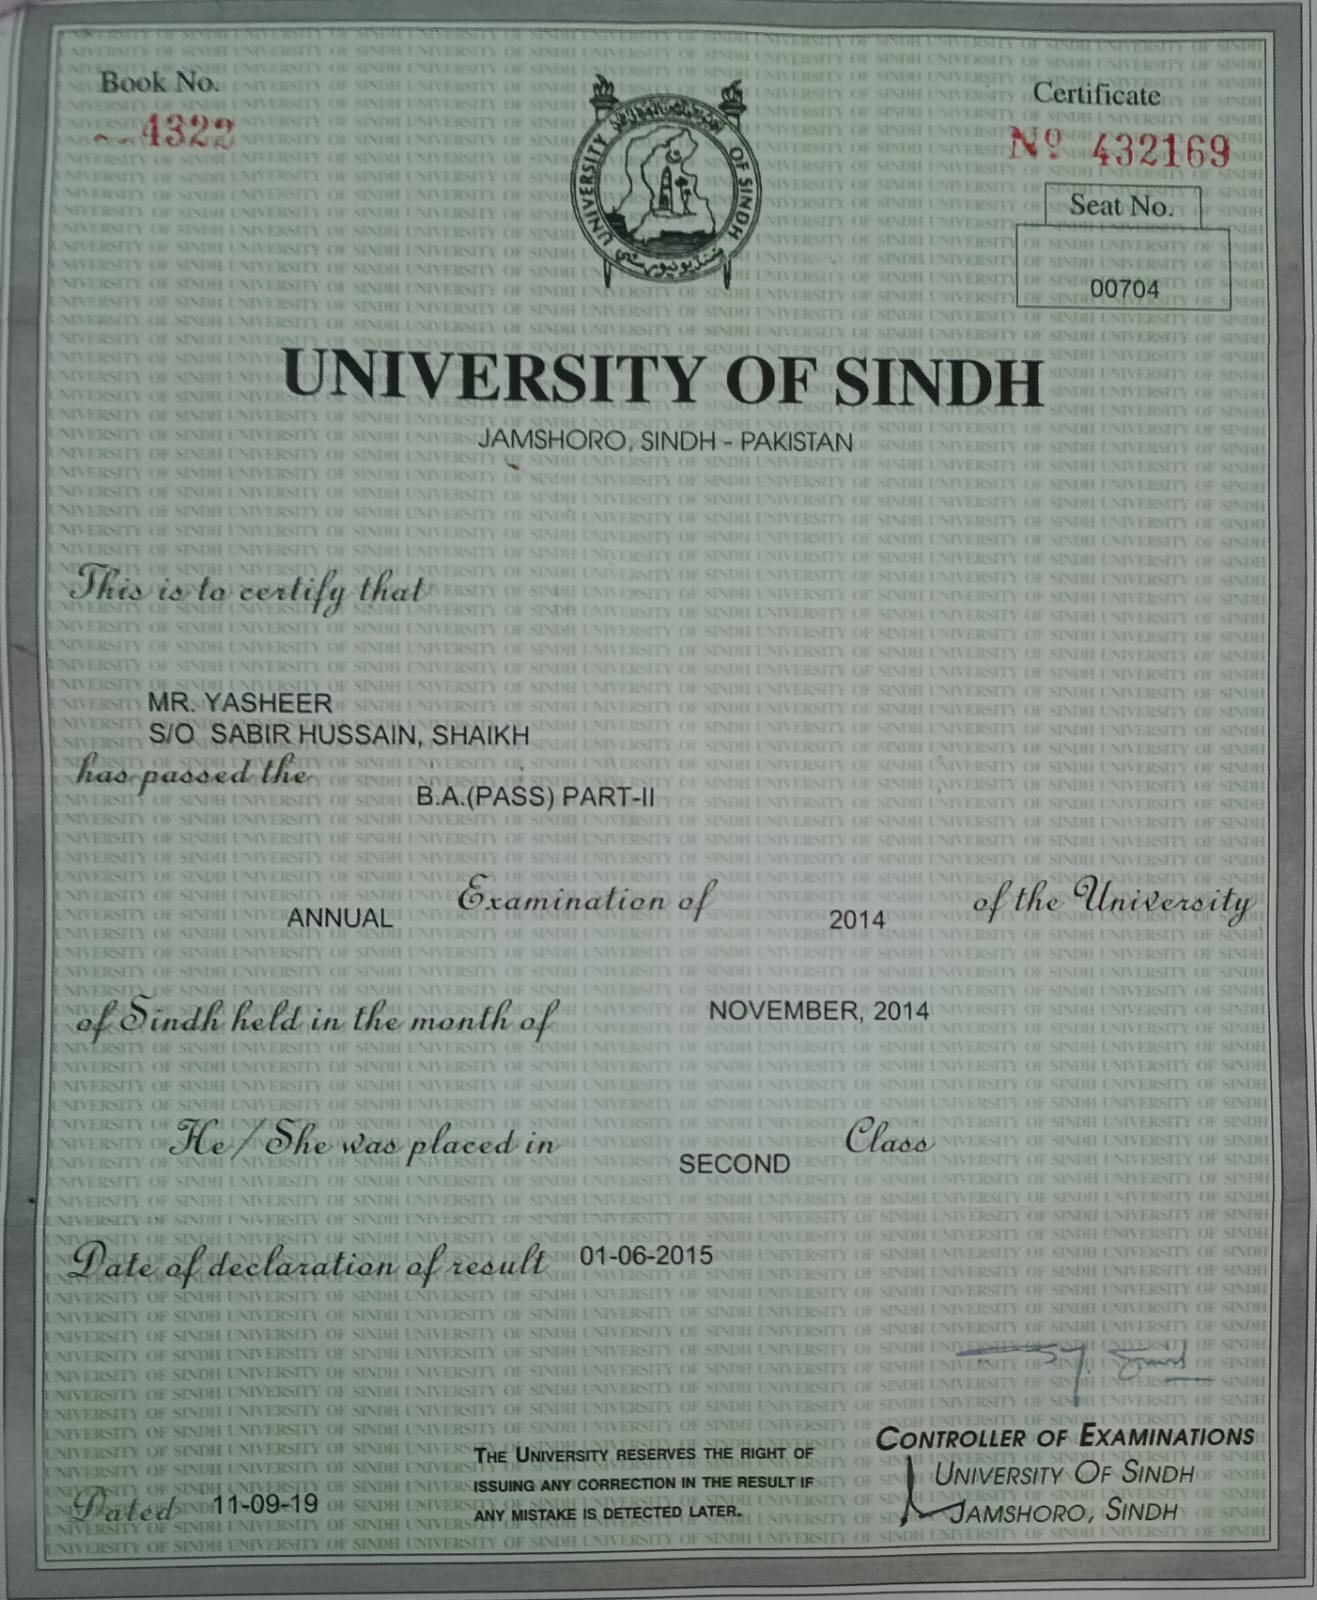 Book No.
4322
UNIVERSITY OF SINDH
Certificate
No 432169
Seat No.
00704
UNIVERSITY OF SINDH
JAMSHORO, SINDH - PAKISTAN
This is to certify that
MR. YASHEER
S/O SABIR HUSSAIN, SHAIKH
has passed the
B.A.(PASS) PART-II
ANNUAL Examination of 2014 of the University
of Sindh held in the month of NOVEMBER, 2014
He / She was placed in SECOND Class
Date of declaration of result 01-06-2015
THE UNIVERSITY RESERVES THE RIGHT OF
ISSUING ANY CORRECTION IN THE RESULT IF
ANY MISTAKE IS DETECTED LATER.
CONTROLLER OF EXAMINATIONS
UNIVERSITY OF SINDH
JAMSHORO, SINDH
Dated 11-09-19